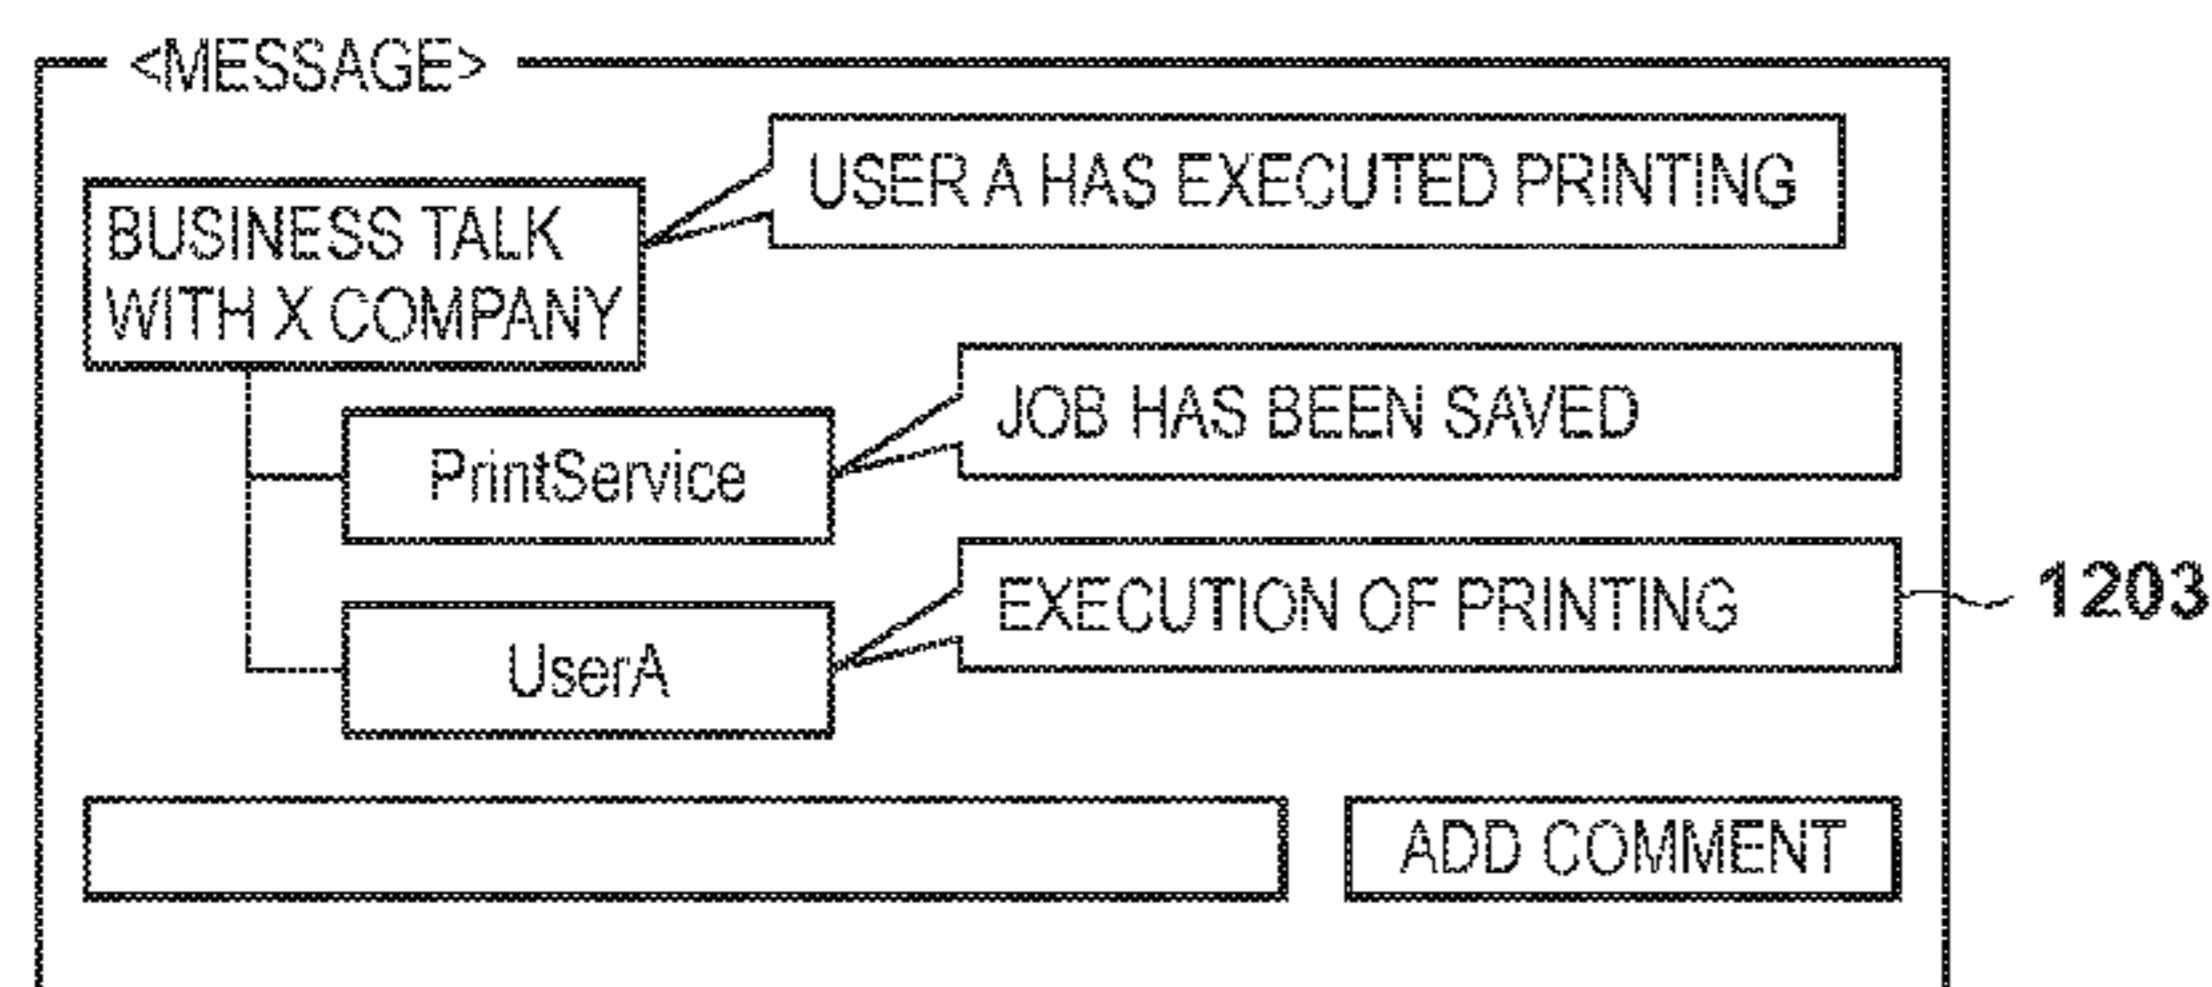 <MESSAGE>
USER A HAS EXECUTED PRINTING
BUSINESS TALK
WITH X COMPANY
JOB HAS BEEN SAVED
PrintService
EXECUTION OF PRINTING
1203
UserA
ADD COMMENT